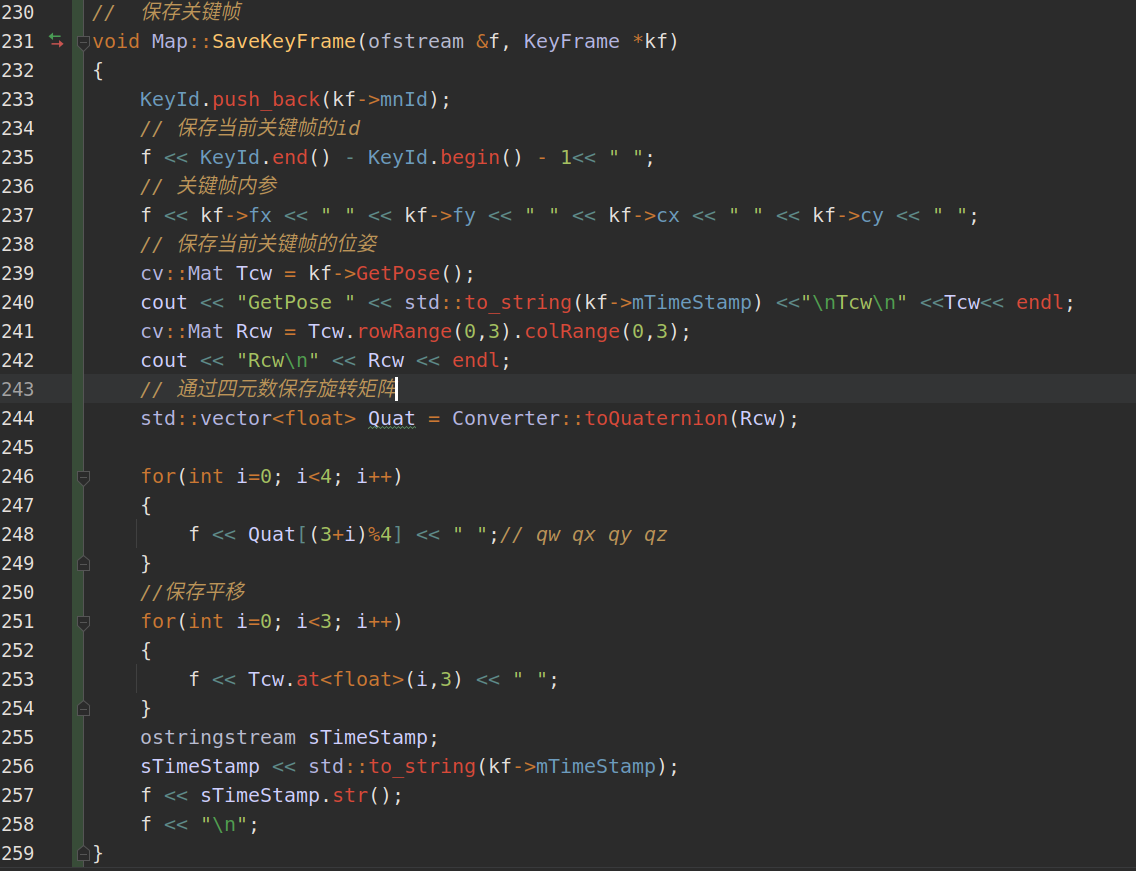 230 // 保存关键帧
231 void Map::SaveKeyFrame(ofstream &f, KeyFrame *kf)
232 {
233 KeyId.push_back(kf->mnId);
234 // 保存当前关键帧的id
235 f << KeyId.end() - KeyId.begin() - 1<< " ";
236 // 关键帧内参
237 f << kf->fx << " " << kf->fy << " " << kf->cx << " " << kf->cy << " ";
238 // 保存当前关键帧的位姿
239 cv::Mat Tcw = kf->GetPose();
240 cout << "GetPose " << std::to_string(kf->mTimeStamp) <<"\nTcw\n" <<Tcw<< endl;
241 cv::Mat Rcw = Tcw.rowRange(0,3).colRange(0,3);
242 cout << "Rcw\n" << Rcw << endl;
243 // 通过四元数保存旋转矩阵
244 std::vector<float> Quat = Converter::toQuaternion(Rcw);
245
246 for(int i=0; i<4; i++)
247 {
248 f << Quat[(3+i)%4] << " ";// qw qx qy qz
249 }
250 //保存平移
251 for(int i=0; i<3; i++)
252 {
253 f << Tcw.at<float>(i,3) << " ";
254 }
255 ostringstream sTimeStamp;
256 sTimeStamp << std::to_string(kf->mTimeStamp);
257 f << sTimeStamp.str();
258 f << "\n";
259 }